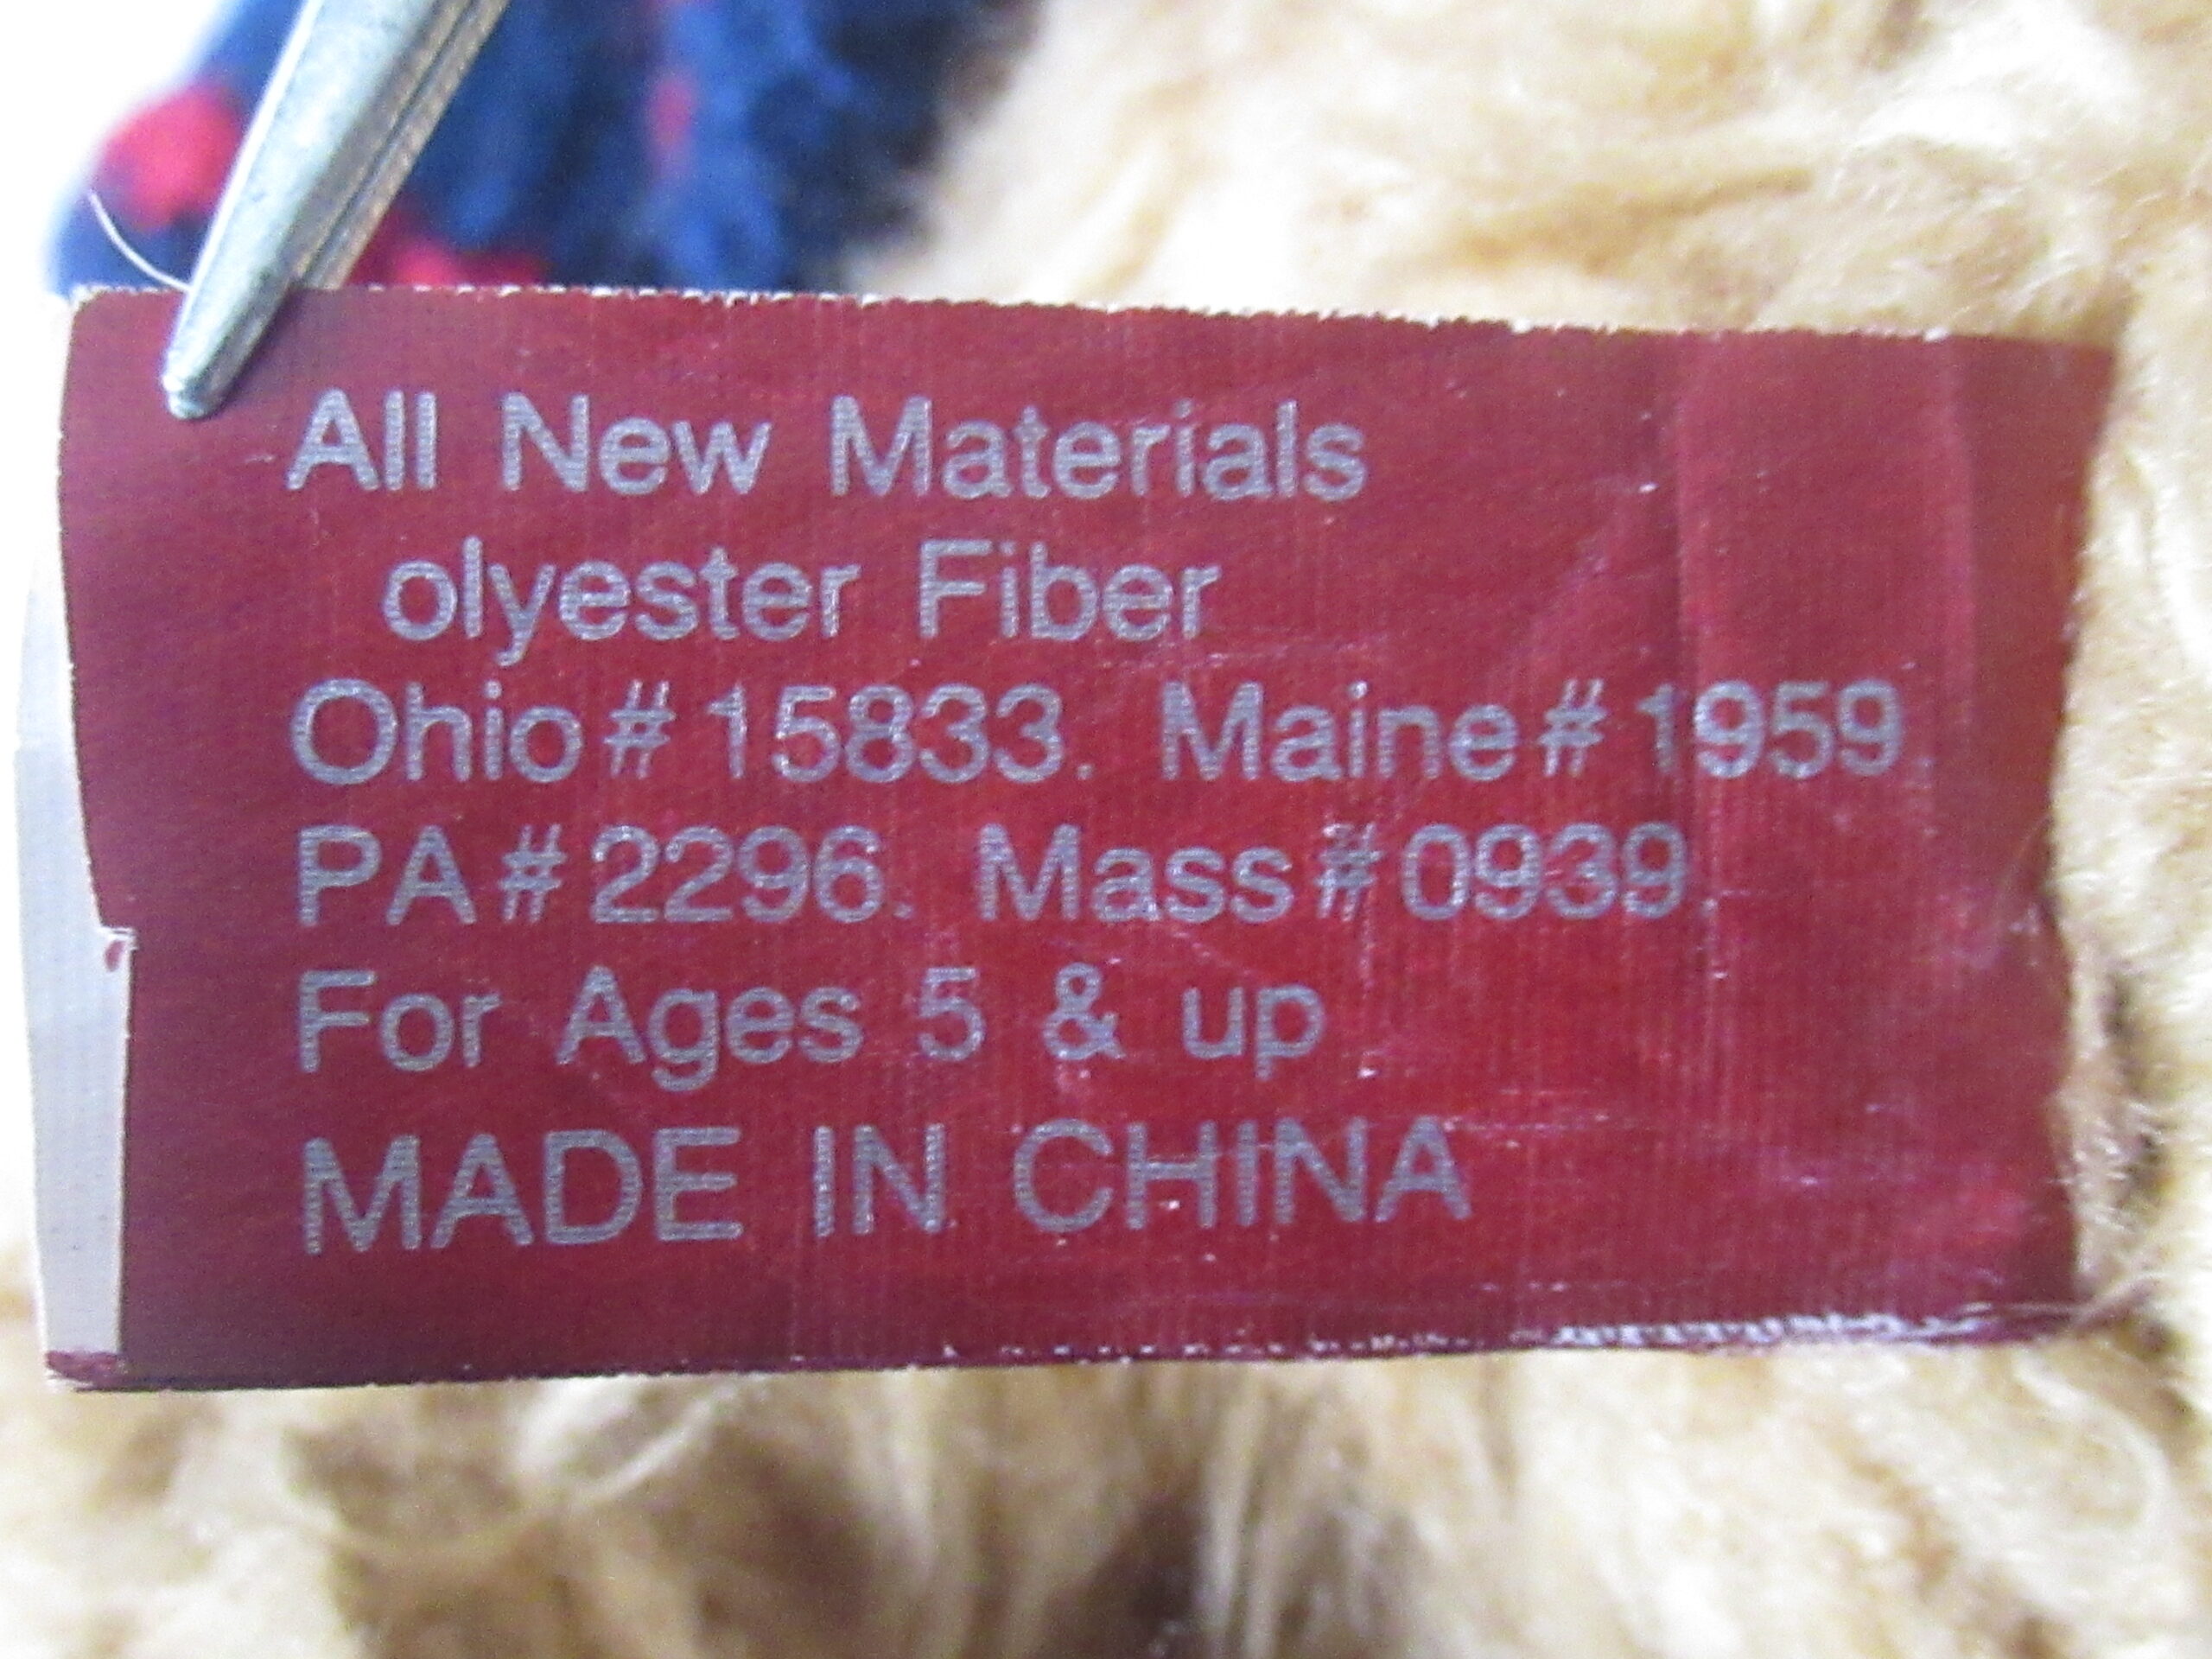 All New Materials
olyester Fiber
Ohio#15833. Maine#1959.
PA#2296. Mass#0939.
For Ages 5 & up
MADE IN CHINA